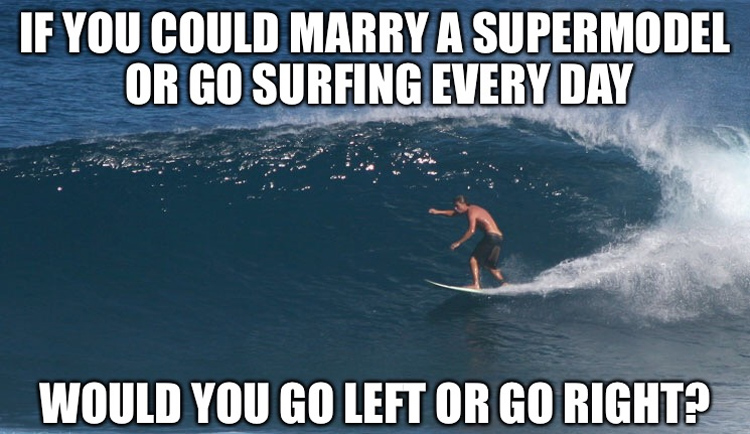 IF YOU COULD MARRY A SUPERMODEL
OR GO SURFING EVERY DAY
WOULD YOU GO LEFT OR GO RIGHT?